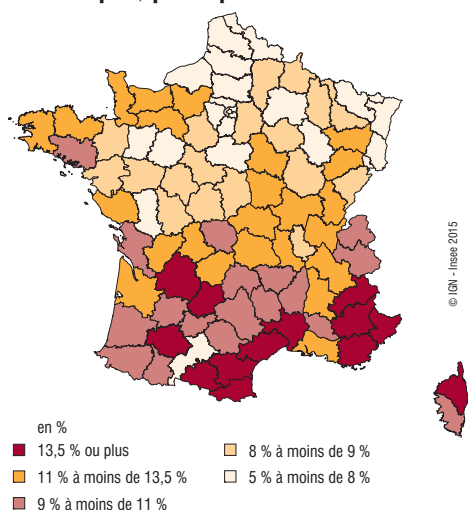 © IGN - Insee 2015
en %
13,5 % ou plus
11 % à moins de 13,5 %
9 % à moins de 11 %
8 % à moins de 9 %
5 % à moins de 8 %